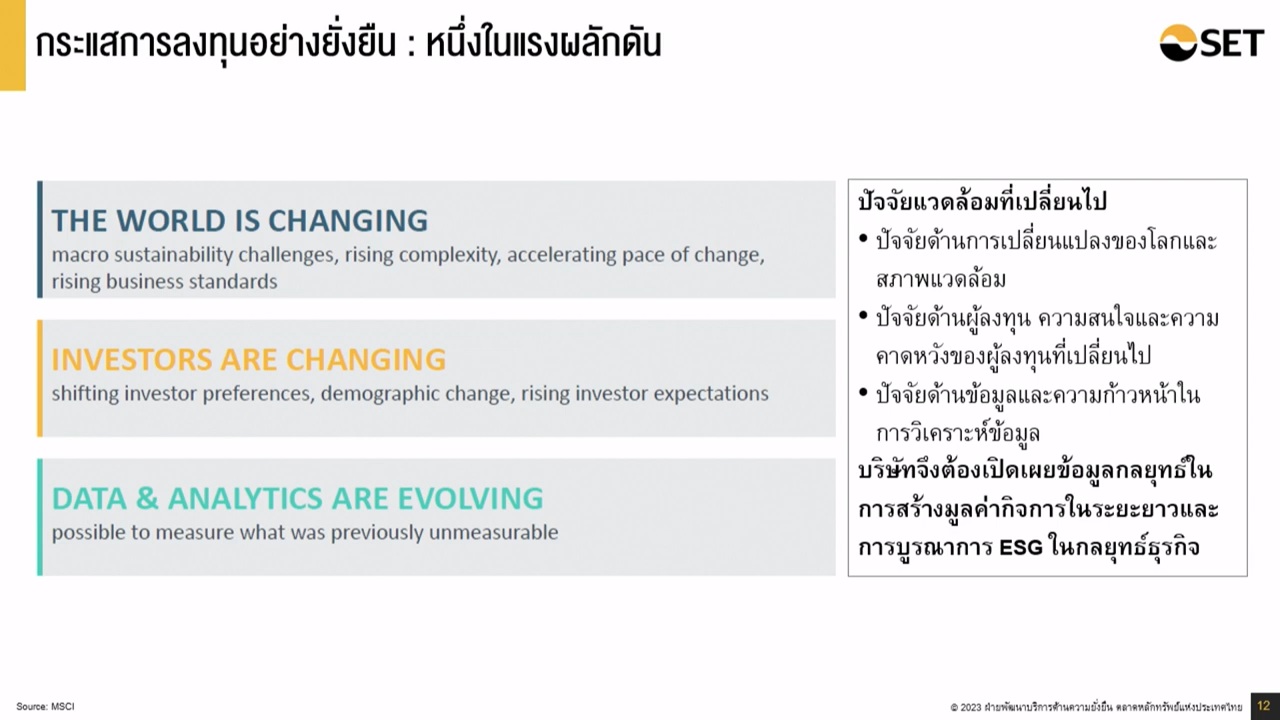 กระแสการลงทุนอย่างยั่งยืน : หนึ่งในแรงผลักดัน
SET
THE WORLD IS CHANGING
macro sustainability challenges, rising complexity, accelerating pace of change,
rising business standards
INVESTORS ARE CHANGING
shifting investor preferences, demographic change, rising investor expectations
DATA & ANALYTICS ARE EVOLVING
possible to measure what was previously unmeasurable
ปัจจัยแวดล้อมที่เปลี่ยนไป
• ปัจจัยด้านการเปลี่ยนแปลงของโลกและ
สภาพแวดล้อม
• ปัจจัยด้านผู้ลงทุน ความสนใจและความ
คาดหวังของผู้ลงทุนที่เปลี่ยนไป
• ปัจจัยด้านข้อมูลและความก้าวหน้าใน
การวิเคราะห์ข้อมูล
บริษัทจึงต้องเปิดเผยข้อมูลกลยุทธ์ใน
การสร้างมูลค่ากิจการในระยะยาวและ
การบูรณาการ ESG ในกลยุทธ์ธุรกิจ
Source: MSCI
© 2023 ฝ่ายพัฒนาบริการด้านความยั่งยืน ตลาดหลักทรัพย์แห่งประเทศไทย
12